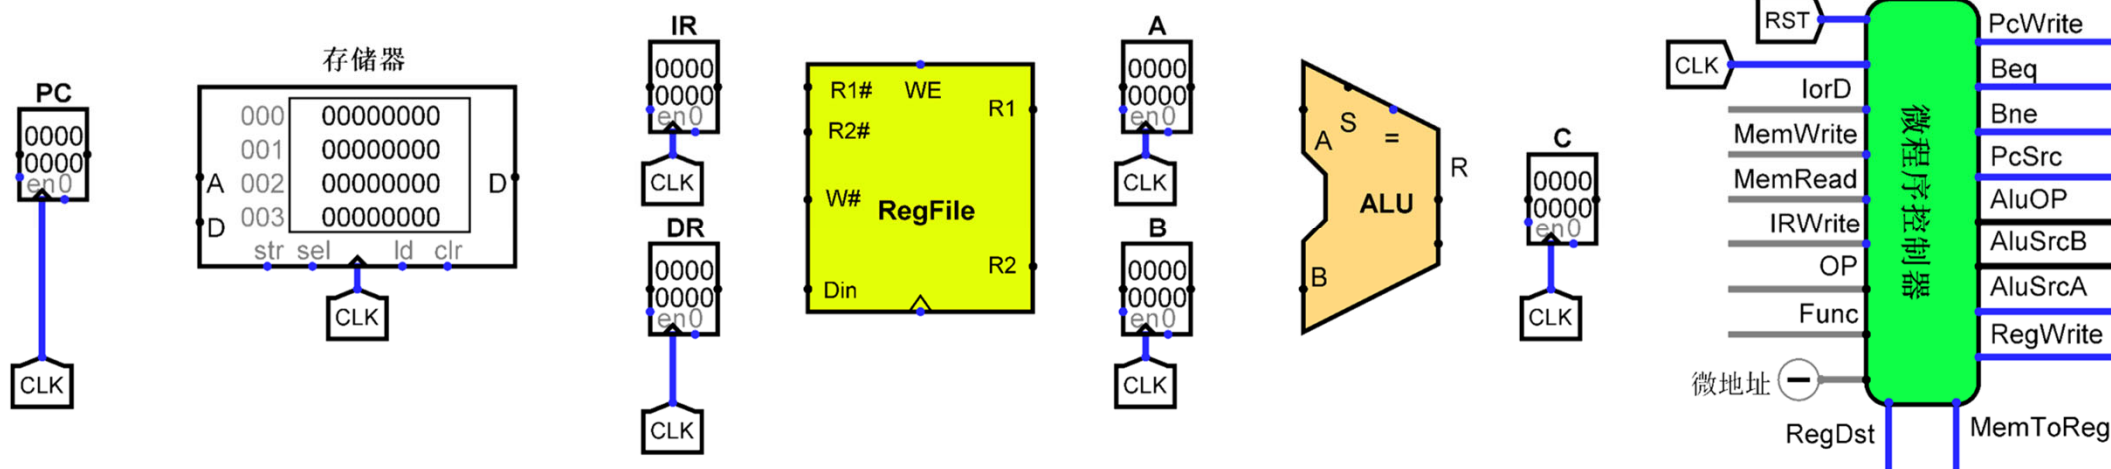 PC
0000
0000
en0
CLK
存储器
000 00000000
001 00000000
002 00000000
003 00000000
A
D
D
str sel ld clr
CLK
IR
0000
0000
en0
CLK
DR
0000
0000
en0
CLK
R1# WE
R1
R2#
W# RegFile
R2
Din
A
0000
0000
en0
CLK
B
0000
0000
en0
CLK
S
A =
R
ALU
B
C
0000
0000
en0
CLK
RST
CLK
IorD
MemWrite
MemRead
IRWrite
OP
Func
微地址
微程序控制器
PcWrite
Beq
Bne
PcSrc
AluOP
AluSrcB
AluSrcA
RegWrite
RegDst
MemToReg